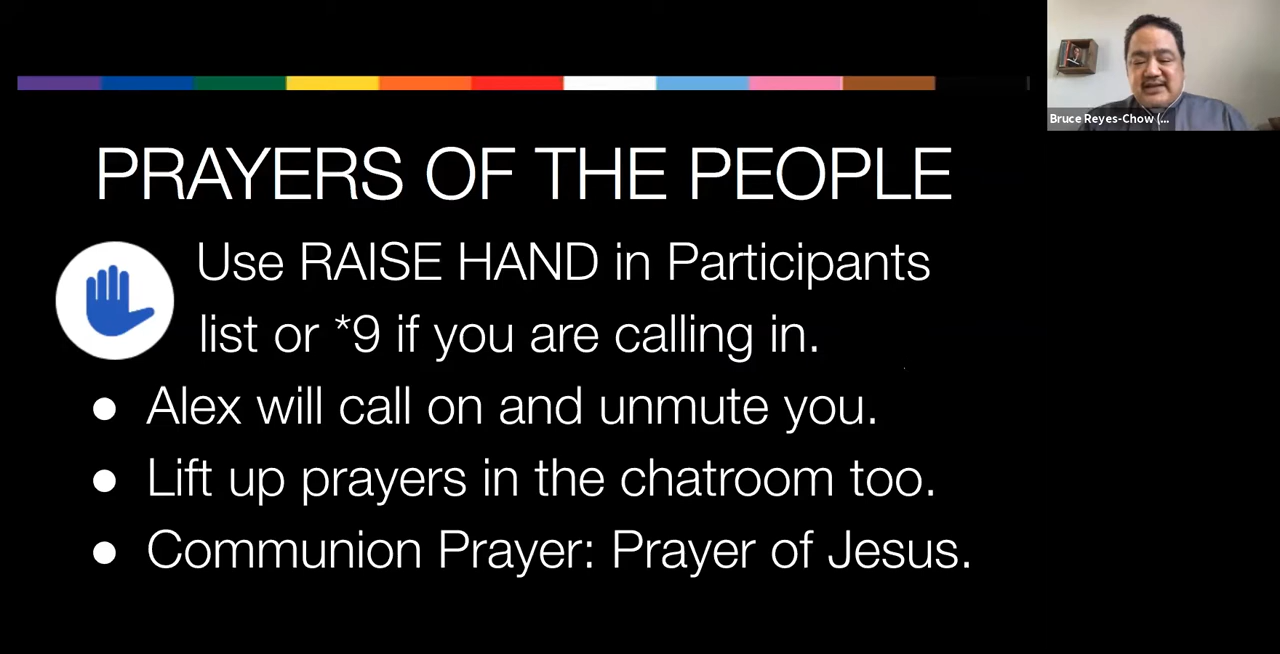 Bruce Reyes-Chow (...
PRAYERS OF THE PEOPLE
Use RAISE HAND in Participants
list or *9 if you are calling in.
● Alex will call on and unmute you.
● Lift up prayers in the chatroom too.
● Communion Prayer: Prayer of Jesus.